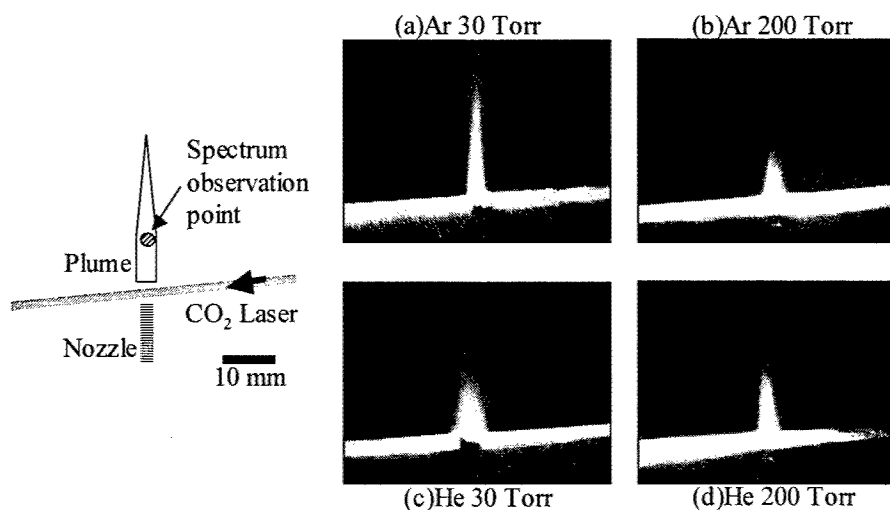 (a)Ar 30 Torr
(b)Ar 200 Torr
Spectrum
observation
point
Plume
CO₂ Laser
Nozzle
10 mm
(c)He 30 Torr
(d)He 200 Torr